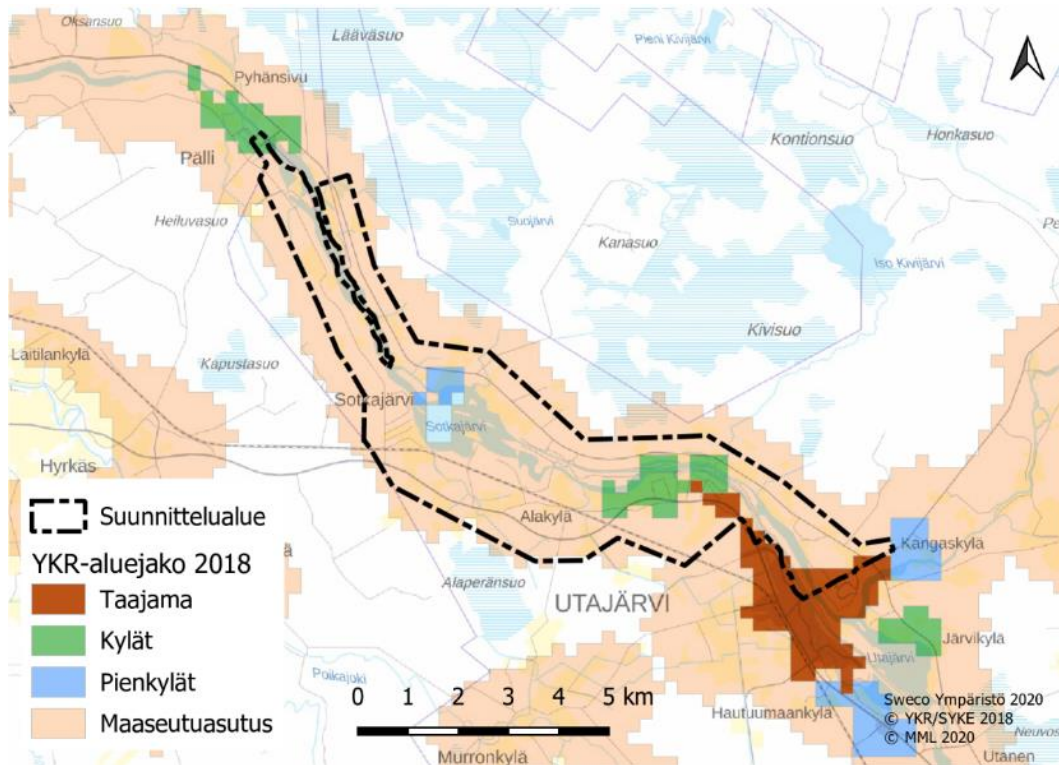 Oksansuo
Lääväsuo
Pieni Kivijärvi
Pyhänsivu
Kontionsuo
Honkasuo
Pälli
Heiluvasuo
Suojärvi
Kanasuo
Iso Kivijärvi
Kivisuo
Laitilankylä
Kapustasuo
Sotkajärvi
Sotkajärvi
Hyrkäs
Alakylä
Kangaskylä
Alaperänsuo
UTAJÄRVI
Järvikylä
Utajärvi
Poikajoki
Hautuumaankylä
Murronkylä
Neuvos
Utanen
Suunnittelualue
YKR-aluejako 2018
Taajama
Kylät
Pienkylät
Maaseutuasutus
0 1 2 3 4 5 km
Sweco Ympäristö 2020
© YKR/SYKE 2018
© MML 2020